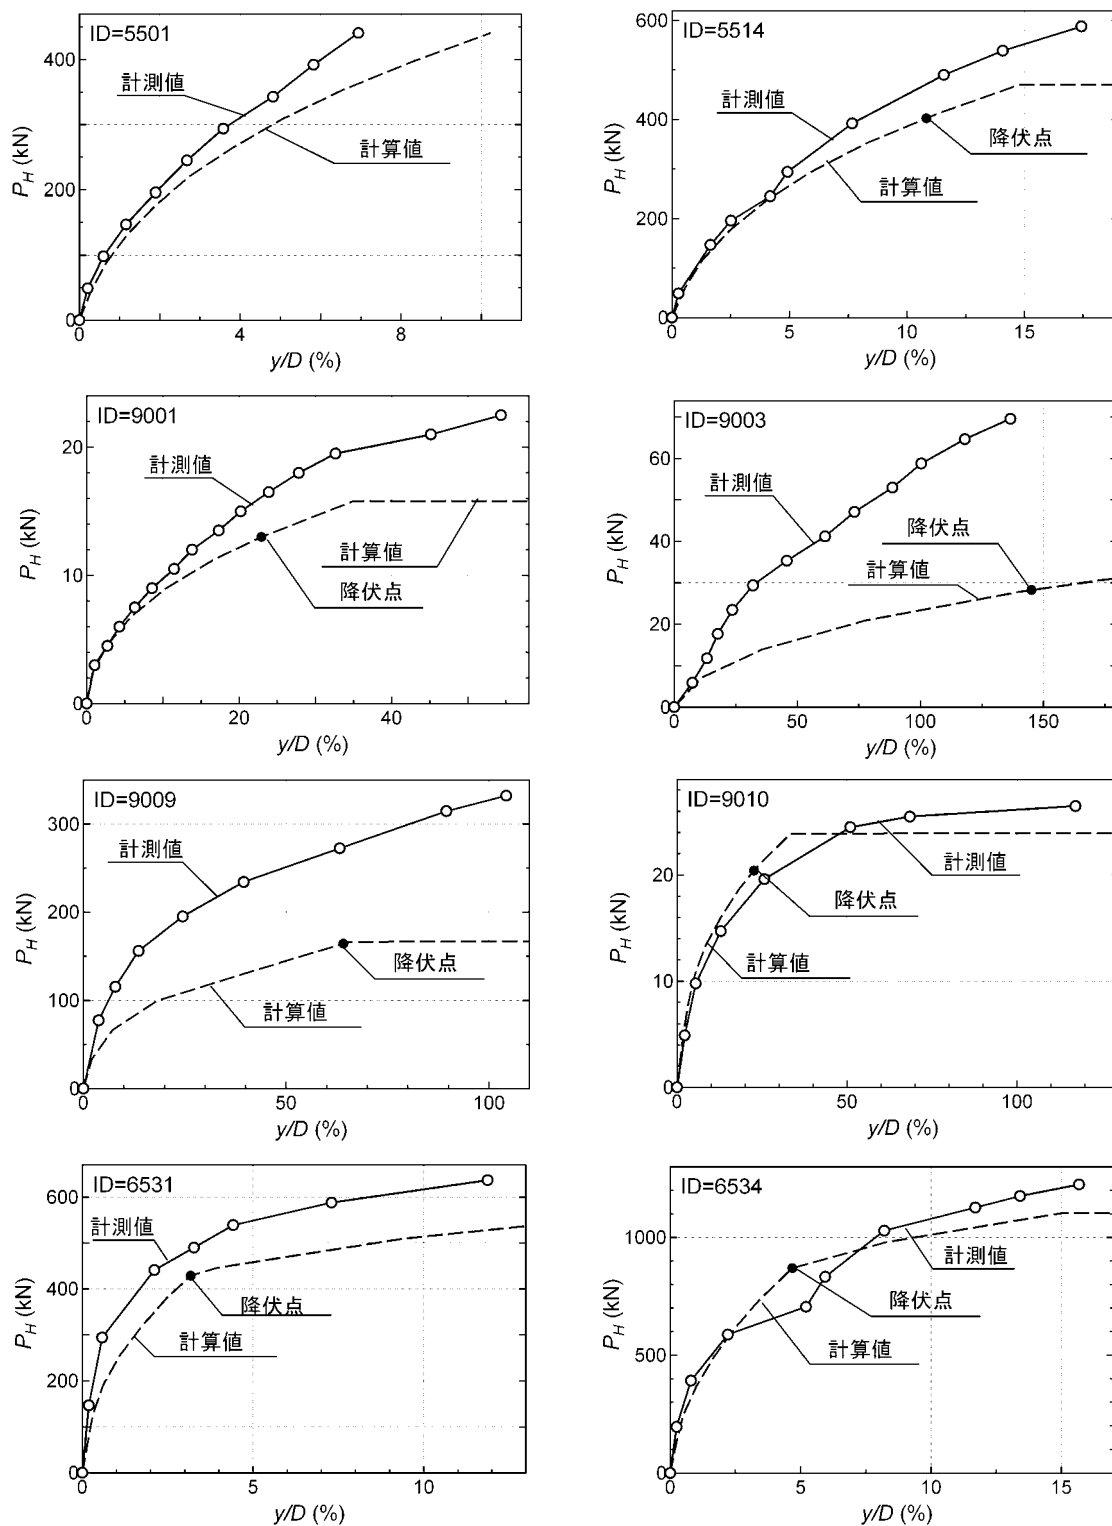 ID=5501
計測値
計算値
P_H (kN)
400
200
0
0
4
8
y/D (%)
ID=5514
計測値
計算値
降伏点
P_H (kN)
600
400
200
0
0
5
10
15
y/D (%)
ID=9001
計測値
計算値
降伏点
P_H (kN)
20
10
0
0
20
40
y/D (%)
ID=9003
計測値
降伏点
計算値
P_H (kN)
60
40
20
0
0
50
100
150
y/D (%)
ID=9009
計測値
降伏点
計算値
P_H (kN)
300
200
100
0
0
50
100
y/D (%)
ID=9010
計測値
降伏点
計算値
P_H (kN)
20
10
0
0
50
100
y/D (%)
ID=6531
計測値
降伏点
計算値
P_H (kN)
600
400
200
0
0
5
10
y/D (%)
ID=6534
計測値
降伏点
計算値
P_H (kN)
1000
500
0
0
5
10
15
y/D (%)